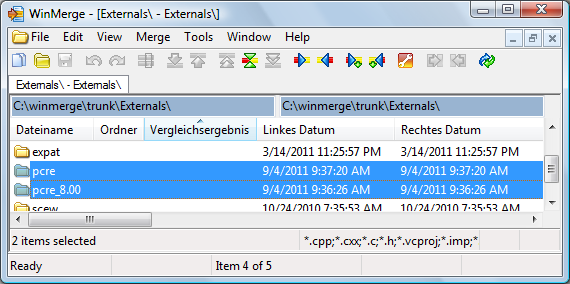 WinMerge - [Externals\ - Externals\]
File Edit View Merge Tools Window Help
Externals\ - Externals\
C:\winmerge\trunk\Externals\ C:\winmerge\trunk\Externals\
Dateiname Ordner Vergleichsergebnis Linkes Datum Rechtes Datum
expat 3/14/2011 11:25:57 PM 3/14/2011 11:25:57 PM
pcre 9/4/2011 9:37:20 AM 9/4/2011 9:37:20 AM
pcre_8.00 9/4/2011 9:36:26 AM 9/4/2011 9:36:26 AM
scew 10/24/2010 7:35:53 AM 10/24/2010 7:35:53 AM
2 items selected *.cpp;*.cxx;*.c;*.h;*.vcproj;*.imp;*
Ready Item 4 of 5